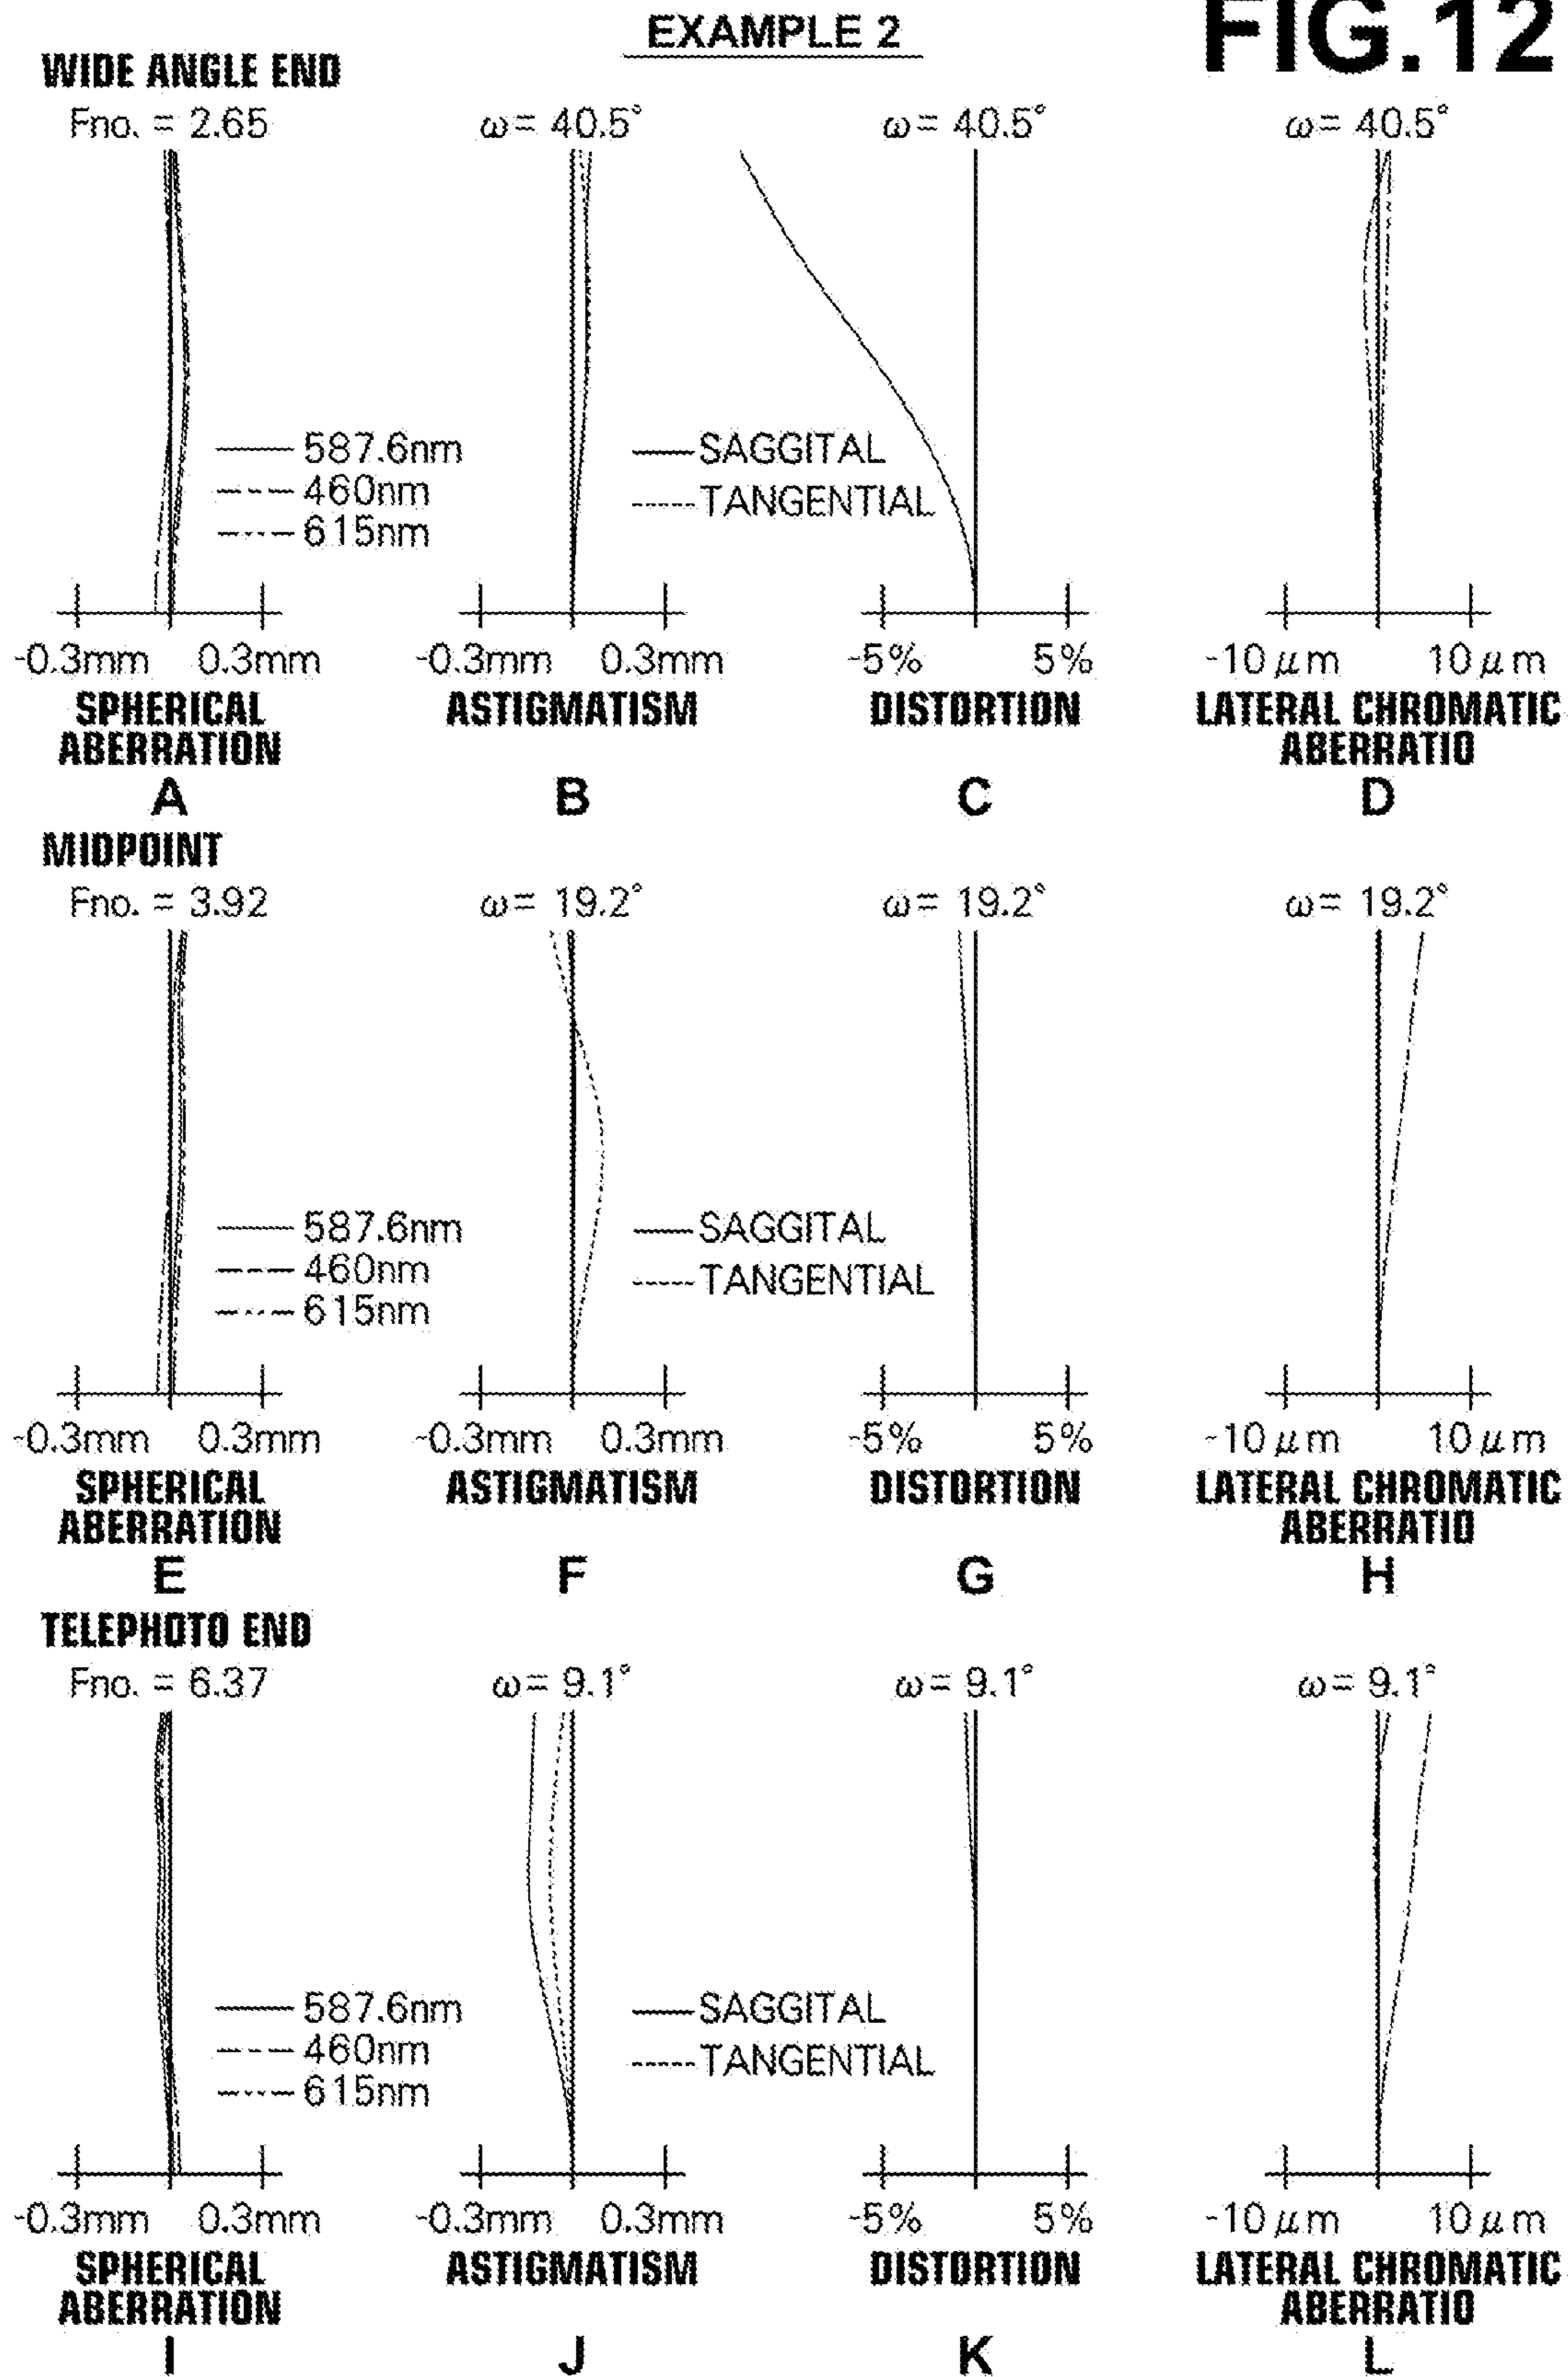 EXAMPLE 2
FIG.12
WIDE ANGLE END
Fno. = 2.65
ω= 40.5°
ω= 40.5°
ω= 40.5°
587.6nm
460nm
615nm
SAGGITAL
TANGENTIAL
-0.3mm 0.3mm
-0.3mm 0.3mm
-5% 5%
-10μm 10μm
SPHERICAL
ABERRATION
ASTIGMATISM
DISTORTION
LATERAL CHROMATIC
ABERRATIO
A
B
C
D
MIDPOINT
Fno. = 3.92
ω= 19.2°
ω= 19.2°
ω= 19.2°
587.6nm
460nm
615nm
SAGGITAL
TANGENTIAL
-0.3mm 0.3mm
-0.3mm 0.3mm
-5% 5%
-10μm 10μm
SPHERICAL
ABERRATION
ASTIGMATISM
DISTORTION
LATERAL CHROMATIC
ABERRATIO
E
F
G
H
TELEPHOTO END
Fno. = 6.37
ω= 9.1°
ω= 9.1°
ω= 9.1°
587.6nm
460nm
615nm
SAGGITAL
TANGENTIAL
-0.3mm 0.3mm
-0.3mm 0.3mm
-5% 5%
-10μm 10μm
SPHERICAL
ABERRATION
ASTIGMATISM
DISTORTION
LATERAL CHROMATIC
ABERRATIO
I
J
K
L